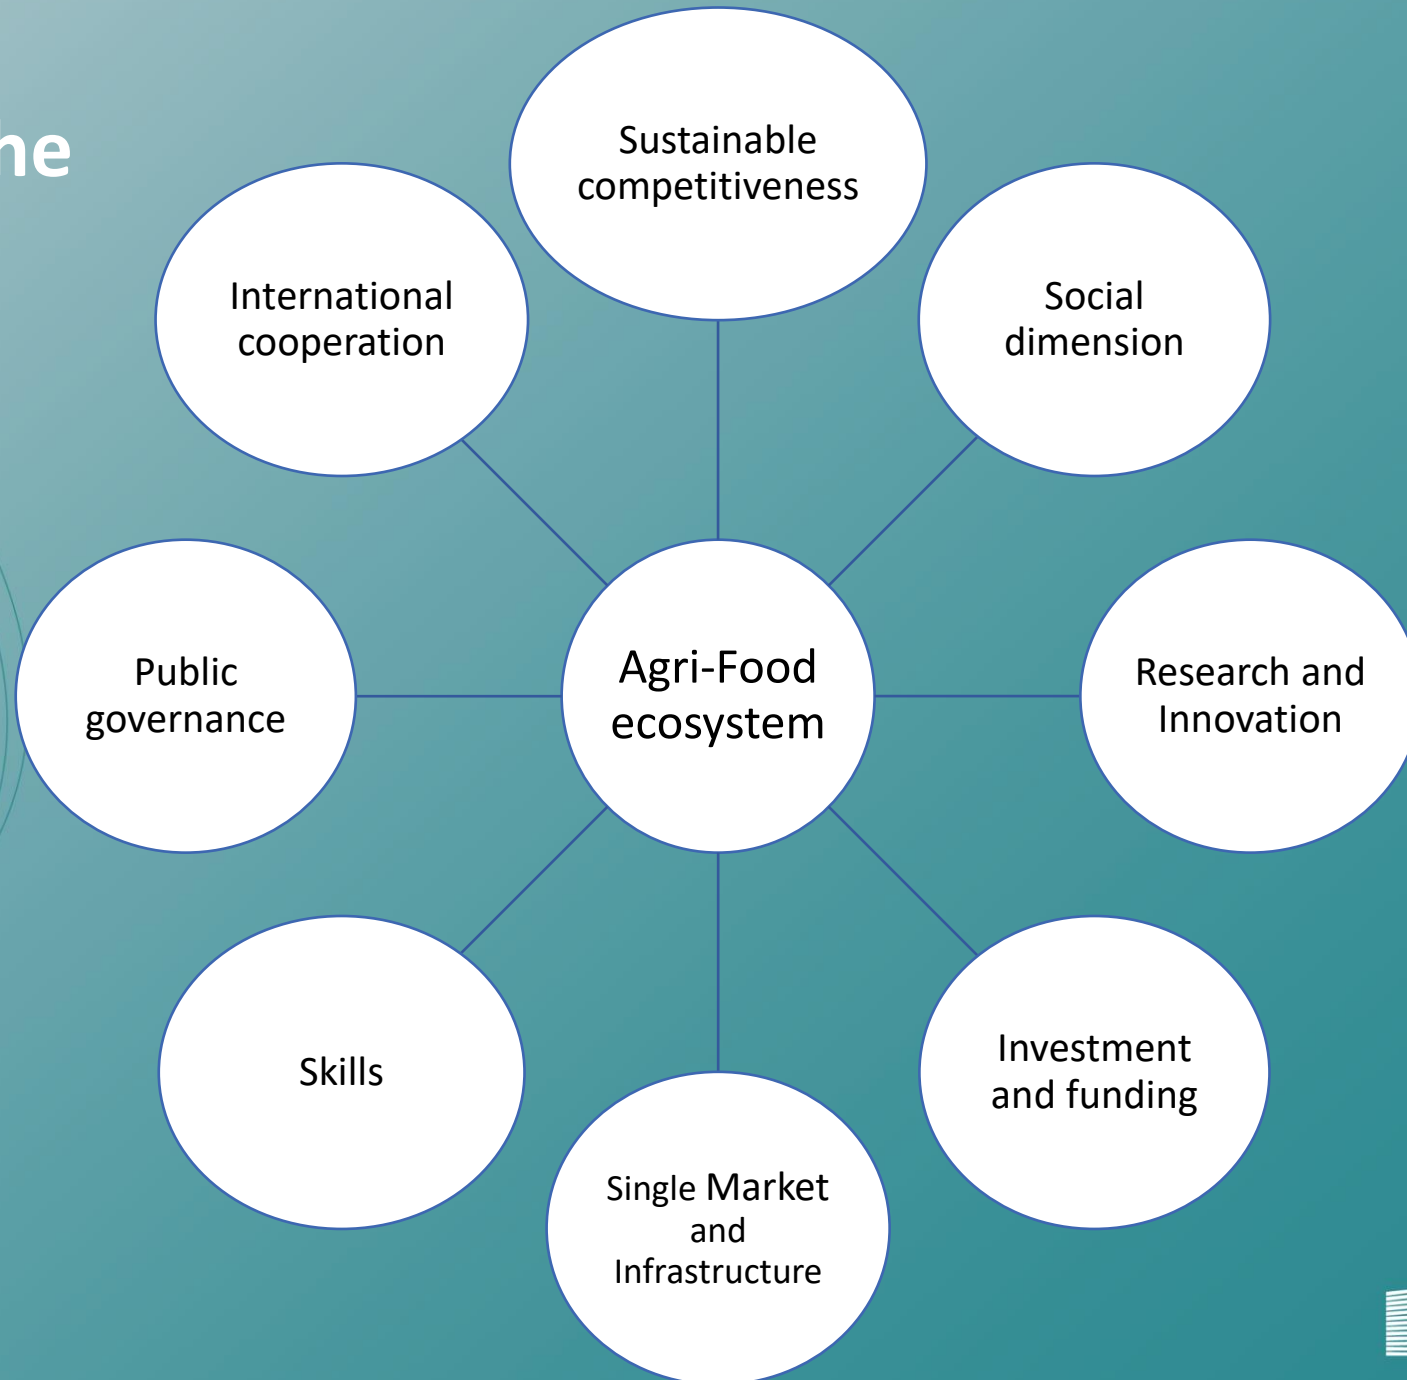 he
Sustainable
competitiveness
International
cooperation
Social
dimension
Public
governance
Agri-Food
ecosystem
Research and
Innovation
Skills
Investment
and funding
Single Market
and
Infrastructure